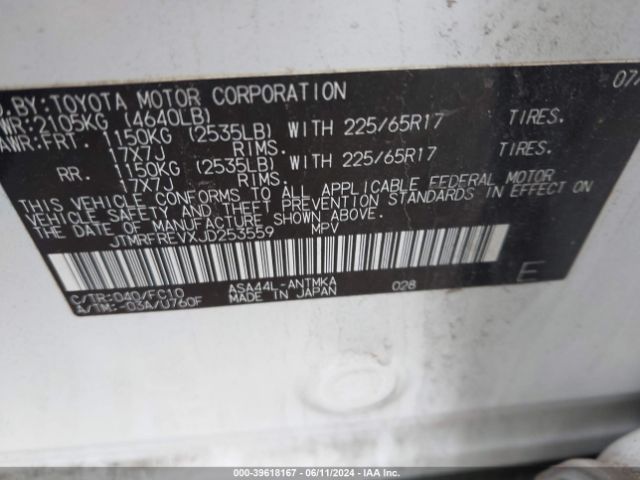 D.BY:TOYOTA MOTOR CORPORATION 07
WR:2105KG (4640LB)
AWR:FRT. 1150KG (2535LB) WITH 225/65R17 TIRES.
17X7J RIMS.
RR. 1150KG (2535LB) WITH 225/65R17 TIRES.
17X7J RIMS.
THIS VEHICLE CONFORMS TO ALL APPLICABLE FEDERAL MOTOR
VEHICLE SAFETY, AND THEFT PREVENTION STANDARDS IN EFFECT ON
THE DATE OF MANUFACTURE SHOWN ABOVE.
JTMRFREVXJD253559 MPV
C/TR:040/FC10 ASA44L-ANTMKA 028 E
A/TM:-03A/U760F MADE IN JAPAN
000-39618167 - 06/11/2024 - IAA Inc.